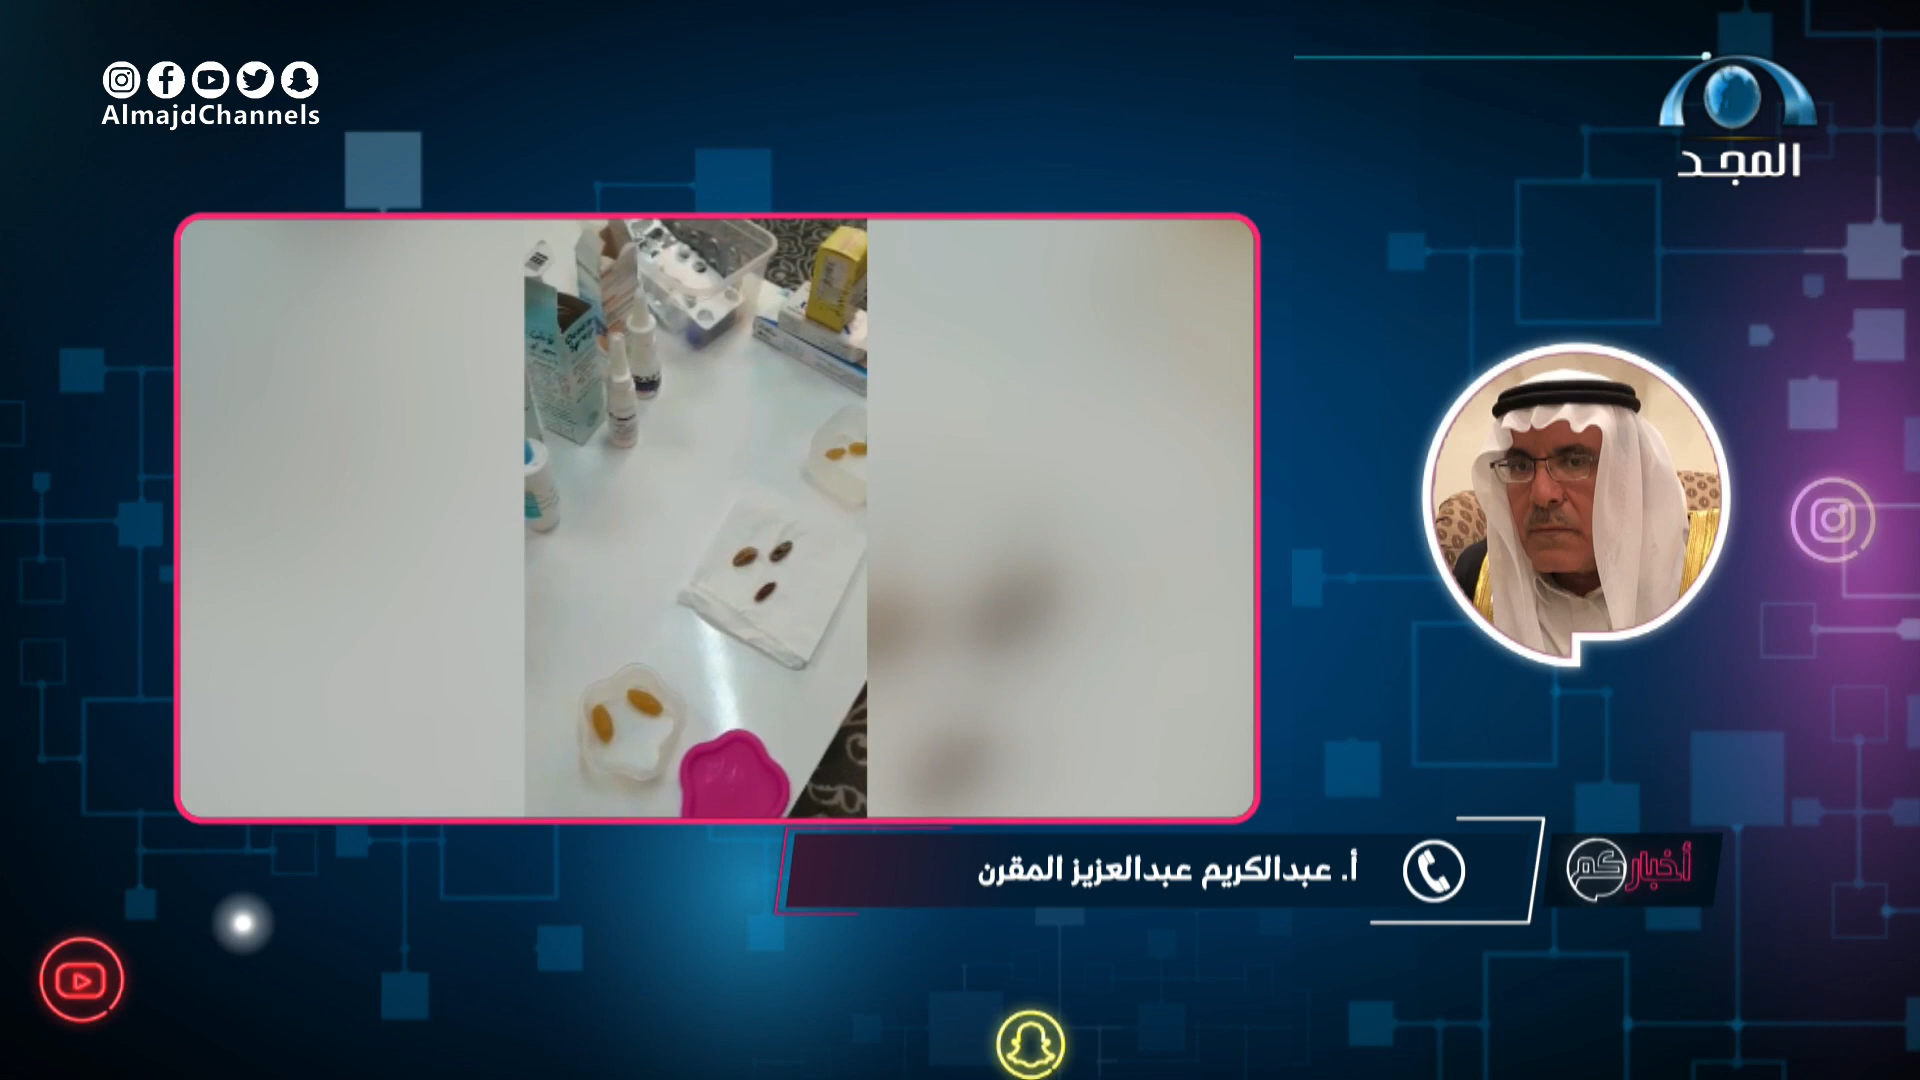 AlmajdChannels
المجد
أ. عبدالكريم عبدالعزيز المقرن
أخباركم